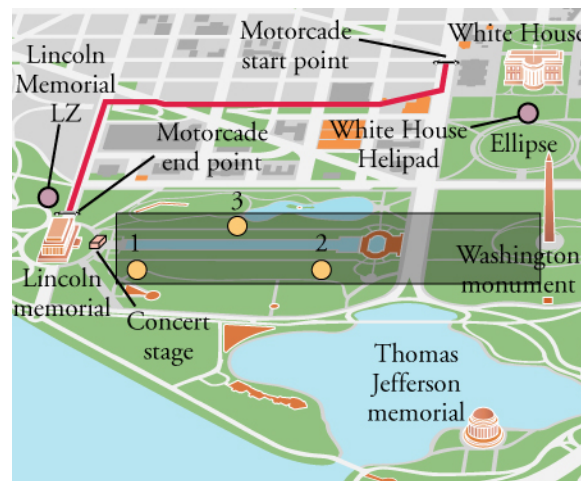 Motorcade
start point
White House
Lincoln
Memorial
LZ
Motorcade
end point
White House
Helipad
Ellipse
3
1
2
Washington
monument
Lincoln
memorial
Concert
stage
Thomas
Jefferson
memorial